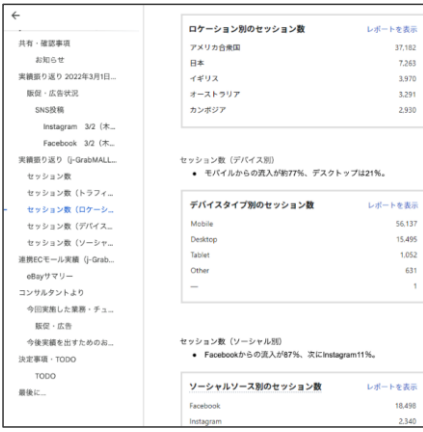 共有・確認事項
お知らせ
実績振り返り 2022年3月1日...
販促・広告状況
SNS投稿
Instagram 3/2（木...
Facebook 3/2（木...
実績振り返り（j-GrabMALL...
セッション数
セッション数（トラフィ...
セッション数（ロケーシ...
セッション数（デバイス...
セッション数（ソーシャ...
連携ECモール実績（j-Grab...
eBayサマリー
コンサルタントより
今回実施した業務・チュ...
販促・広告
今後実績を出すためのお...
決定事項・TODO
TODO
最後に...
ロケーション別のセッション数 レポートを表示
アメリカ合衆国 37,182
日本 7,263
イギリス 3,970
オーストラリア 3,291
カンボジア 2,930
セッション数（デバイス別）
● モバイルからの流入が約77%、デスクトップは21%。
デバイスタイプ別のセッション数 レポートを表示
Mobile 56,137
Desktop 15,495
Tablet 1,052
Other 631
— 1
セッション数（ソーシャル別）
● Facebookからの流入が87%、次にInstagram11%。
ソーシャルソース別のセッション数 レポートを表示
Facebook 18,498
Instagram 2,340